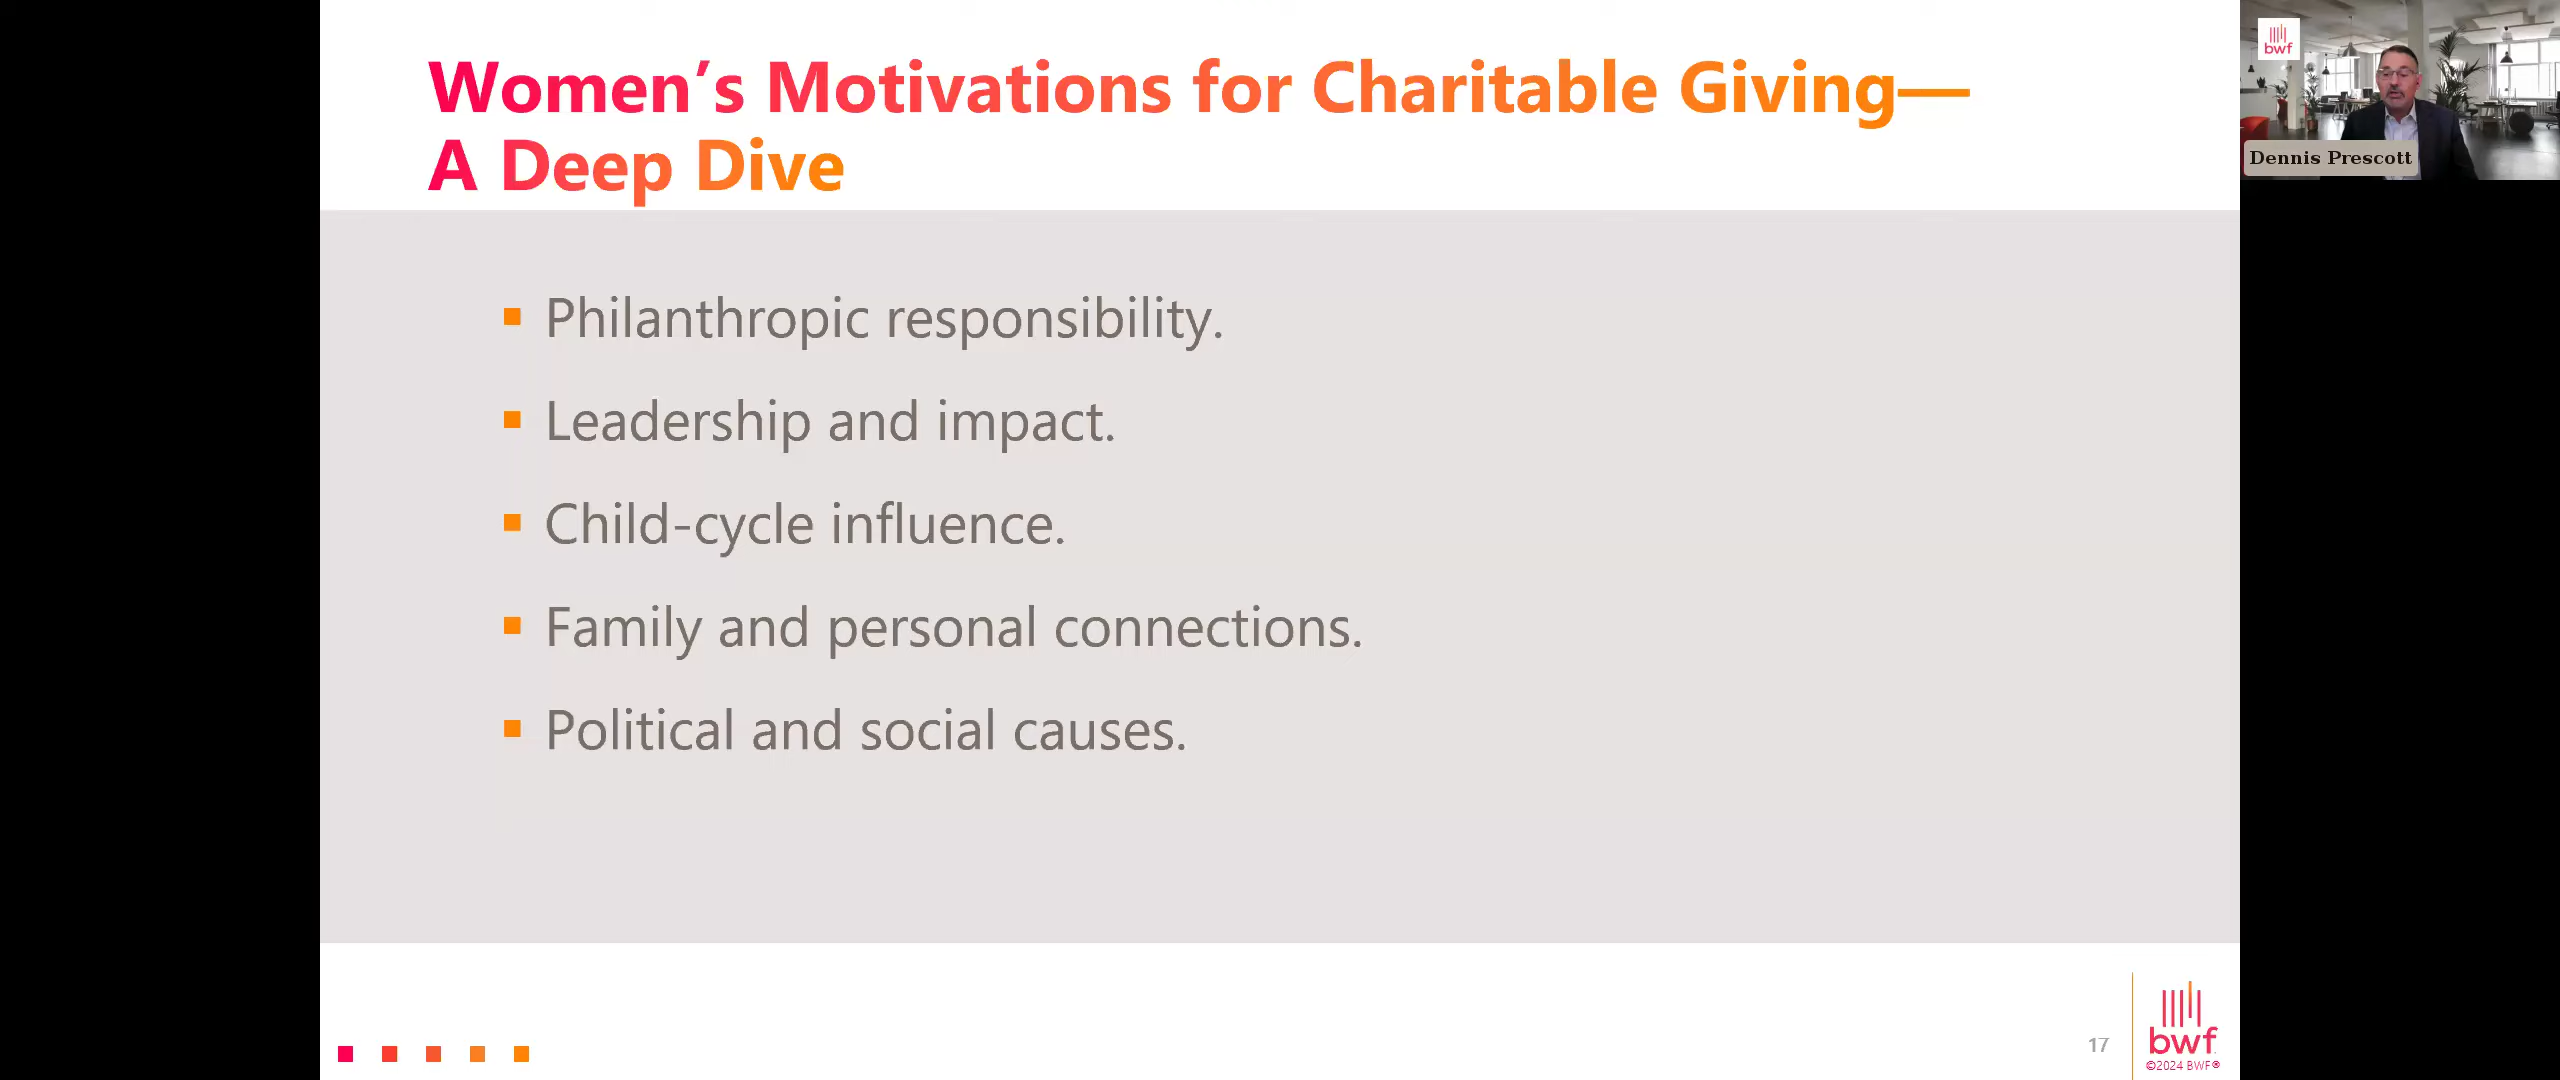 Women’s Motivations for Charitable Giving—
A Deep Dive
▪ Philanthropic responsibility.
▪ Leadership and impact.
▪ Child-cycle influence.
▪ Family and personal connections.
▪ Political and social causes.
17
bwf
©2024 BWF®
bwf
Dennis Prescott